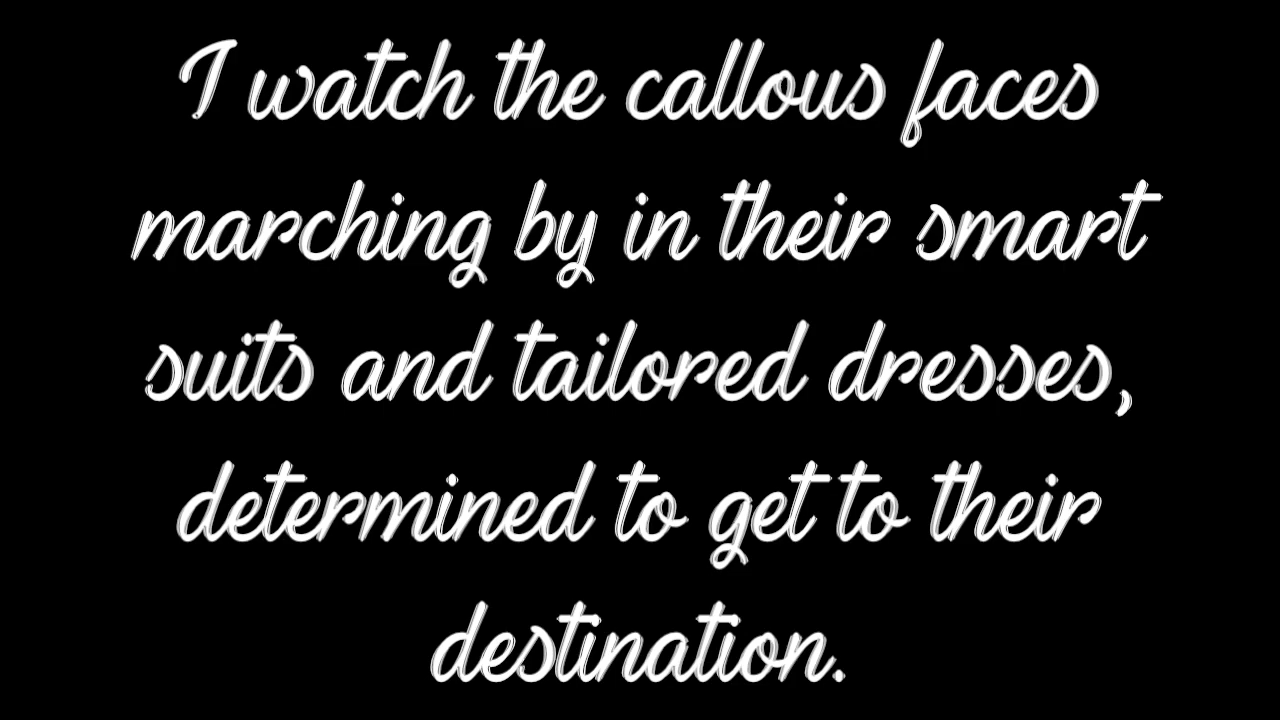 I watch the callous faces
marching by in their smart
suits and tailored dresses,
determined to get to their
destination.